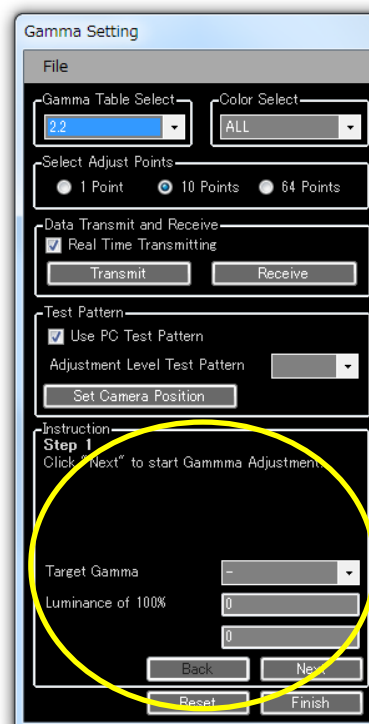 Gamma Setting
File
Gamma Table Select
Color Select
2.2
ALL
Select Adjust Points
1 Point
10 Points
64 Points
Data Transmit and Receive
Real Time Transmitting
Transmit
Receive
Test Pattern
Use PC Test Pattern
Adjustment Level Test Pattern
Set Camera Position
Instruction
Step 1
Click "Next" to start Gammma Adjustment
Target Gamma
-
Luminance of 100%
0
0
Back
Next
Reset
Finish